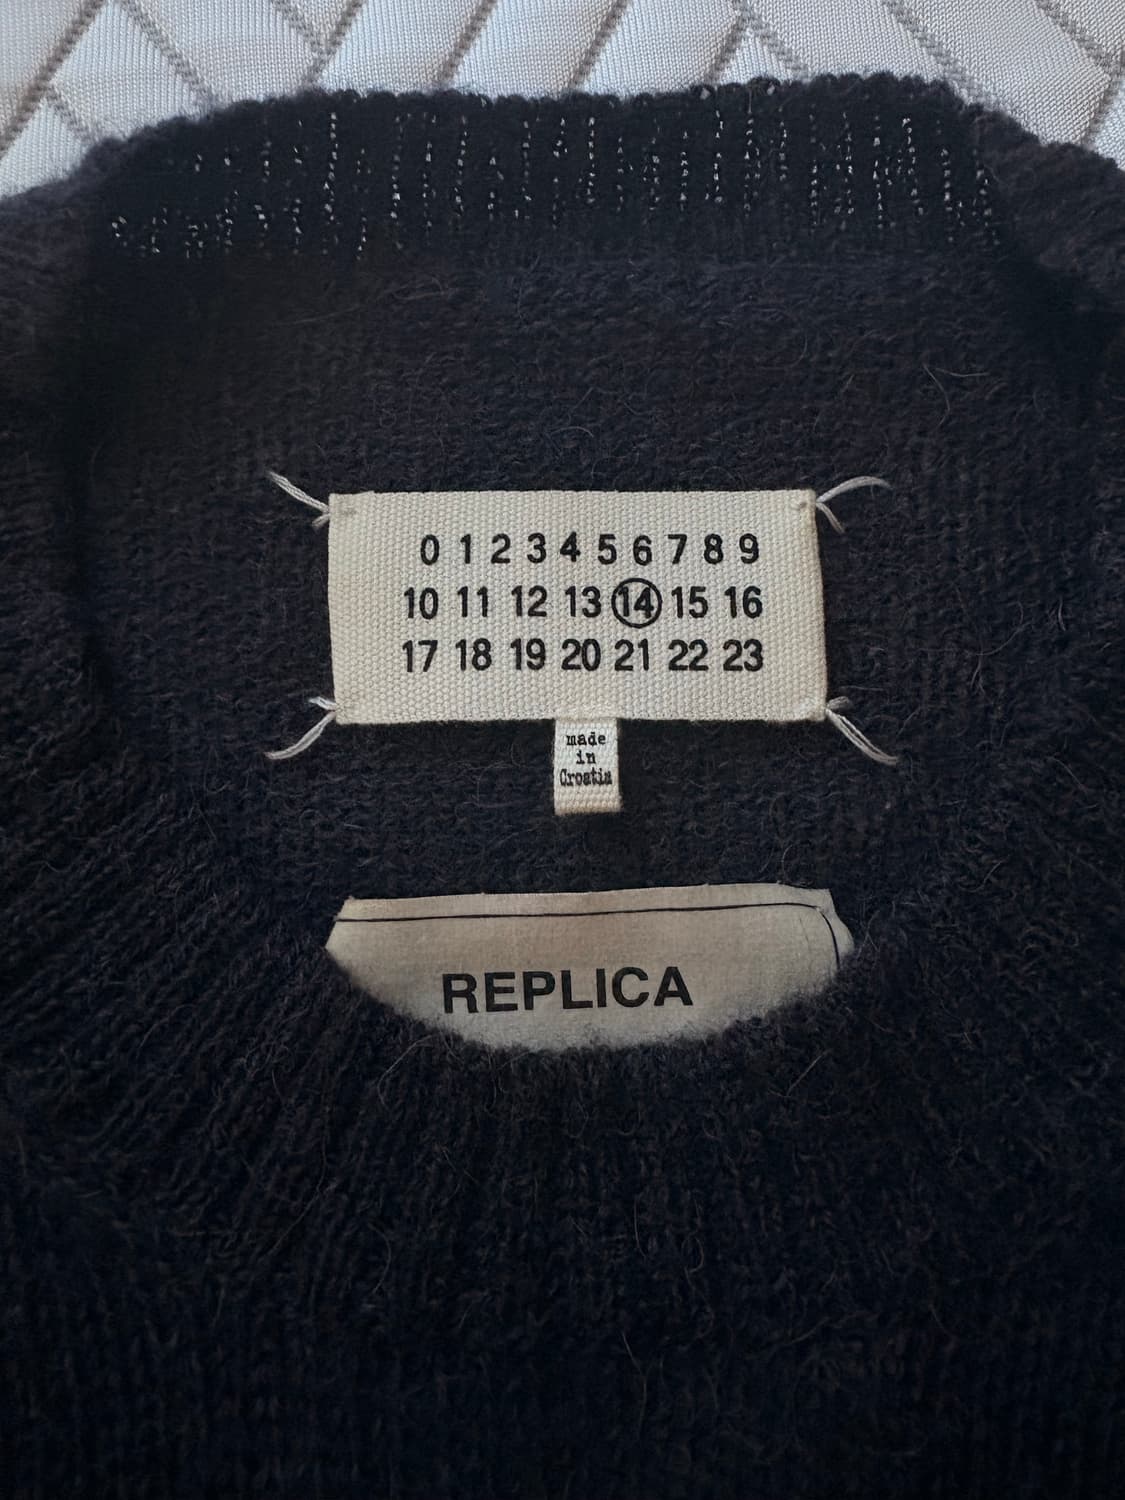 0 1 2 3 4 5 6 7 8 9
10 11 12 13 14 15 16
17 18 19 20 21 22 23
made
in
Croatia
REPLICA